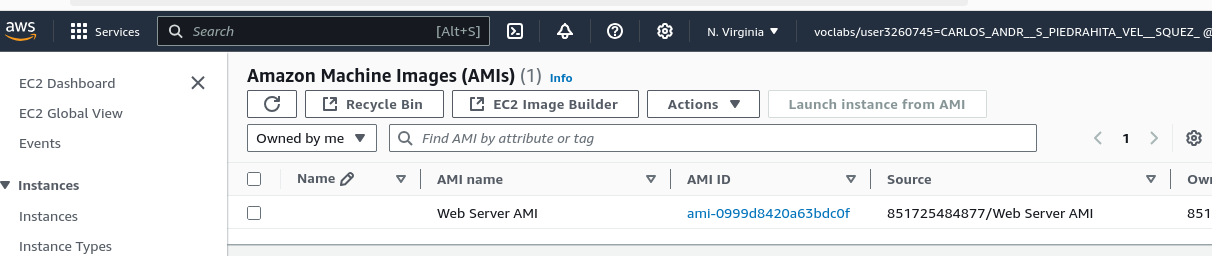 aws
Services
Search [Alt+S]
N. Virginia
voclabs/user3260745=CARLOS_ANDR__S_PIEDRAHITA_VEL__SQUEZ_ @
EC2 Dashboard
EC2 Global View
Events
Instances
Instances
Instance Types
Amazon Machine Images (AMIs) (1) Info
Recycle Bin
EC2 Image Builder
Actions
Launch instance from AMI
Owned by me
Find AMI by attribute or tag
1
Name AMI name AMI ID Source Own
Web Server AMI ami-0999d8420a63bdc0f 851725484877/Web Server AMI 851